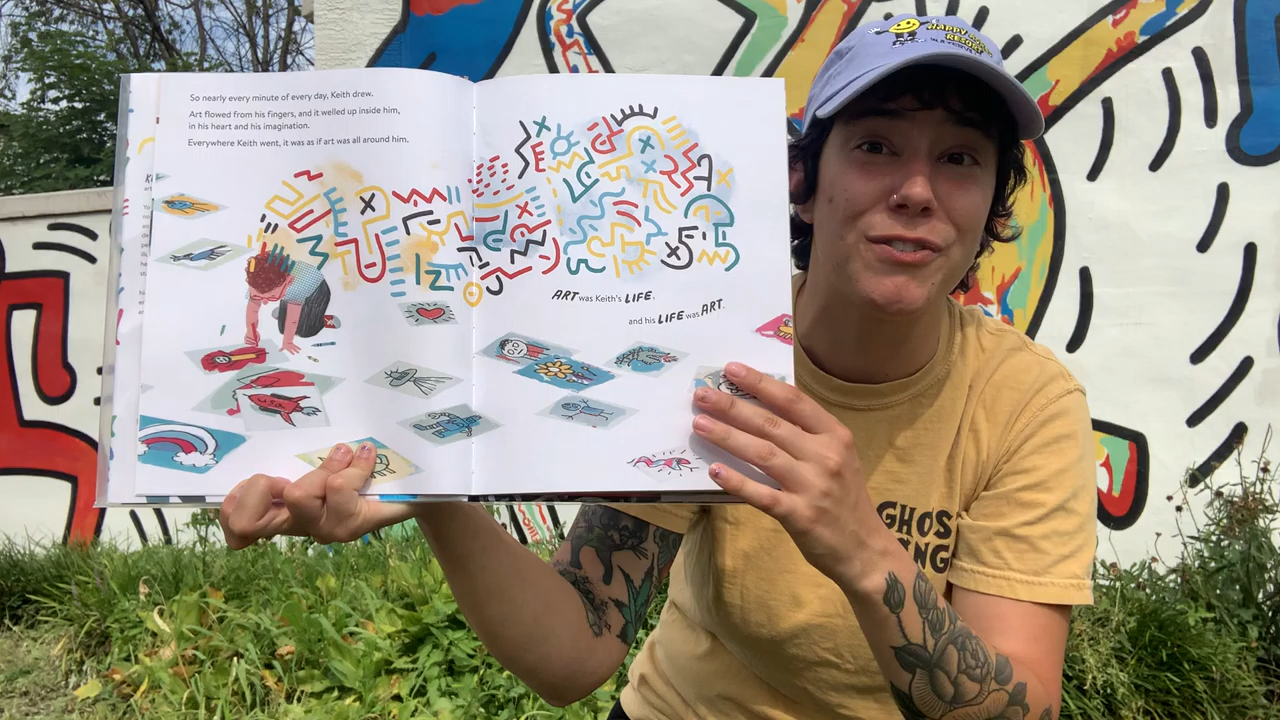 So nearly every minute of every day, Keith drew.
Art flowed from his fingers, and it welled up inside him,
in his heart and his imagination.
Everywhere Keith went, it was as if art was all around him.
ART was Keith's LIFE,
and his LIFE was ART.
USA
HAPPY
RESORT
GHOS